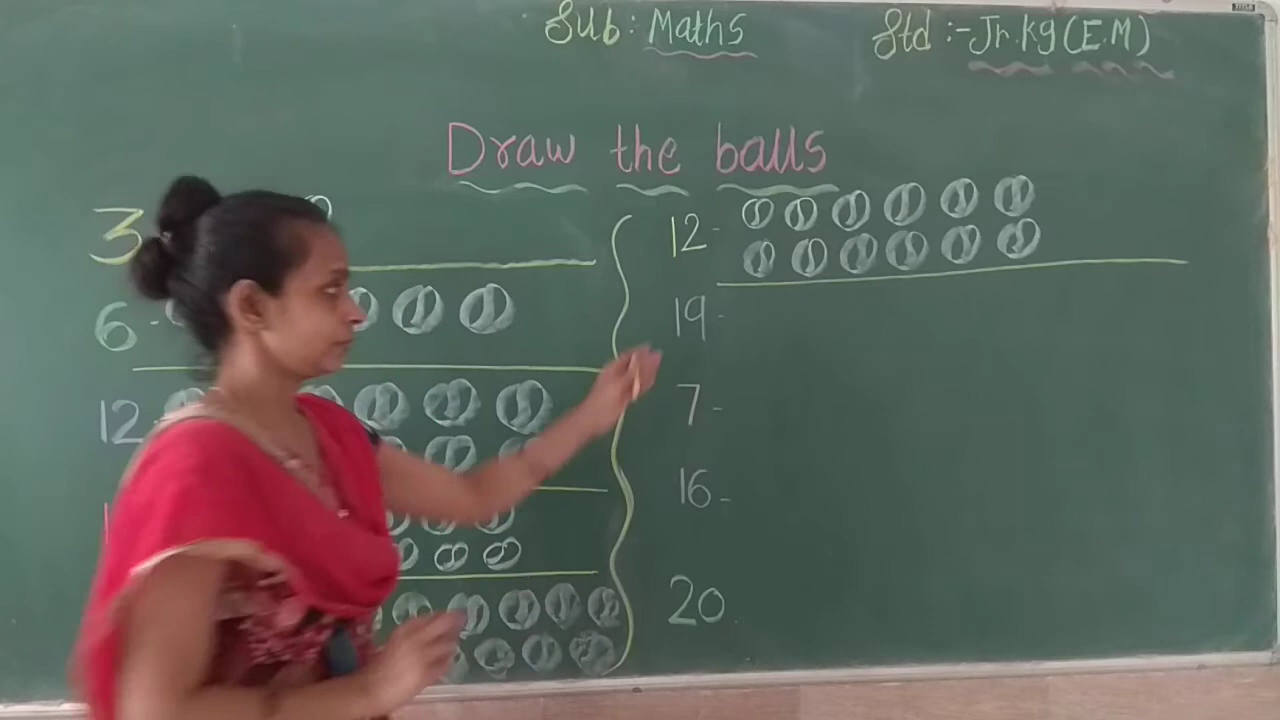 Sub : Maths
Std :- Jr.kg (E.M)
Draw the balls
3
6 -
12 -
12 -
19 -
7 -
16 -
20